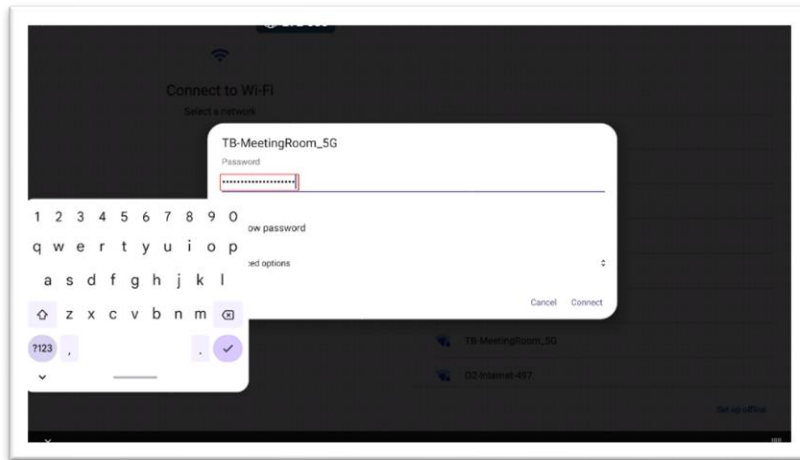 Connect to Wi-Fi
Select a network
TB-MeetingRoom_5G
Password
••••••••••••••••••••
1 2 3 4 5 6 7 8 9 0
q w e r t y u i o p
ow password
a s d f g h j k l
ed options
z x c v b n m
Cancel Connect
?123 , .
TB-MeetingRoom_5G
O2-Internet-497
Set up offline